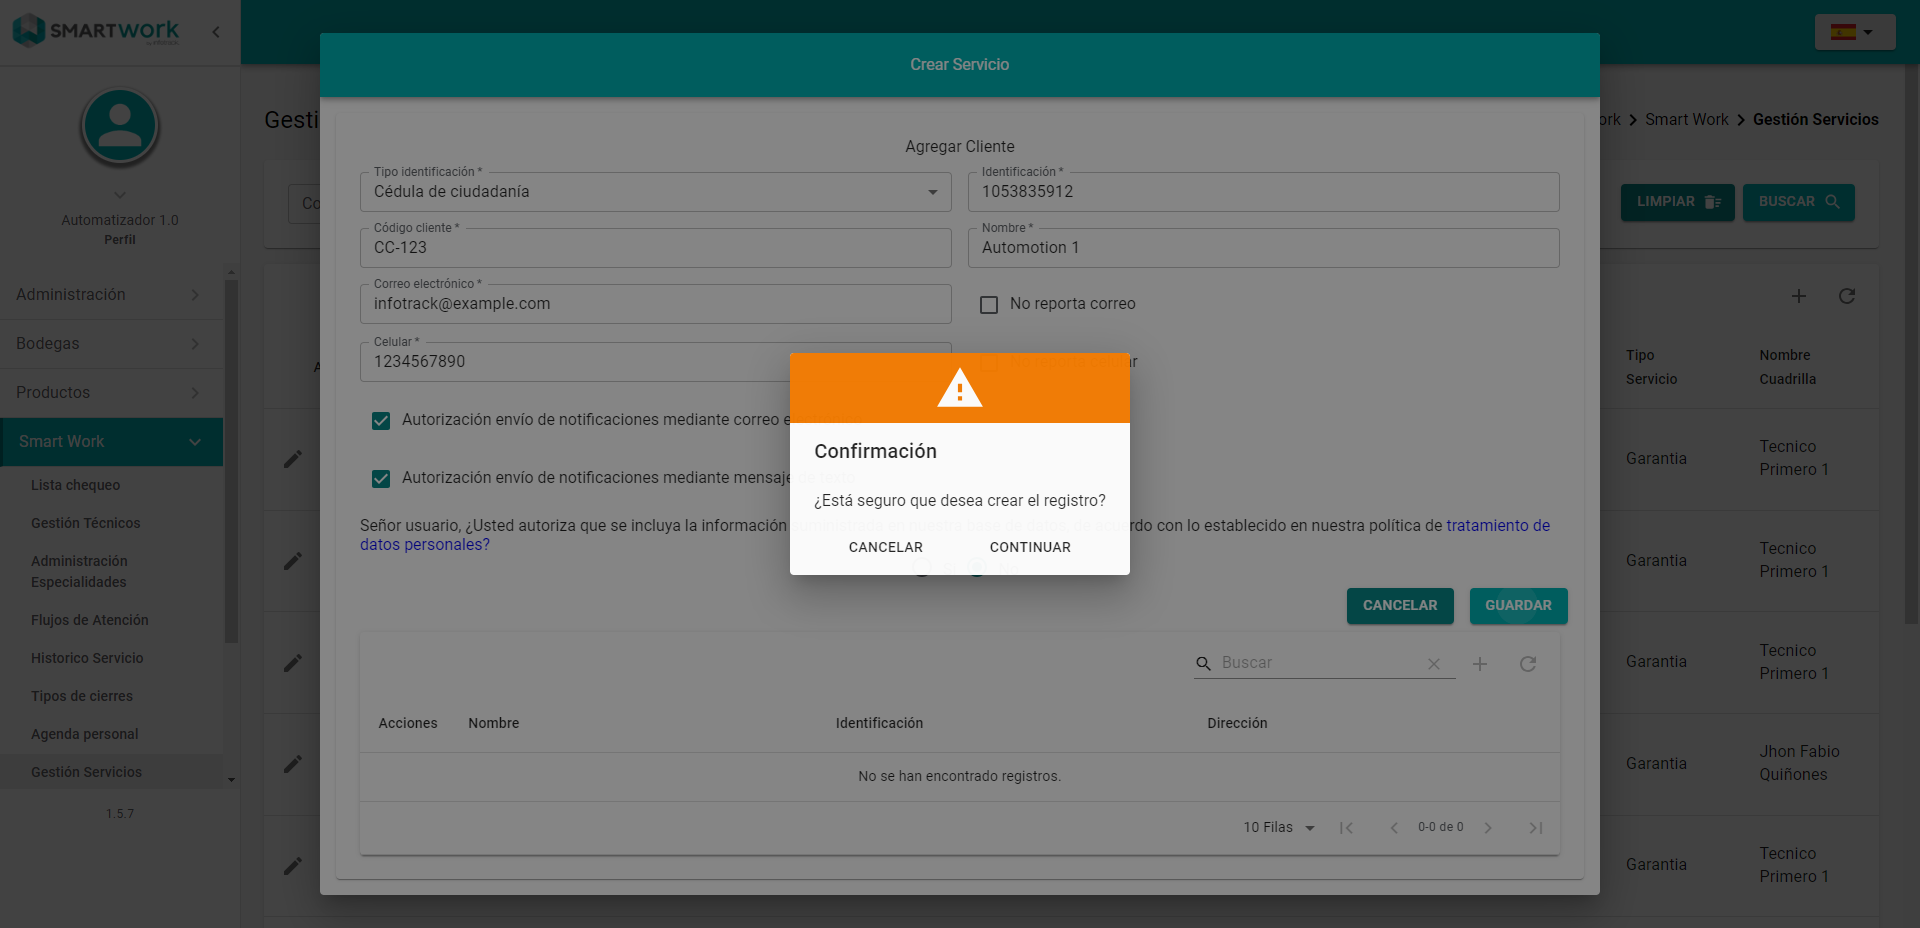 SMARTWORK
Crear Servicio
Gesti
ork > Smart Work > Gestión Servicios
Automatizador 1.0
Perfil
Administración
Bodegas
Productos
Smart Work
Lista chequeo
Gestión Técnicos
Administración
Especialidades
Flujos de Atención
Historico Servicio
Tipos de cierres
Agenda personal
Gestión Servicios
1.5.7
Co
LIMPIAR
BUSCAR
A
Agregar Cliente
Tipo identificación *
Cédula de ciudadanía
Identificación *
1053835912
Código cliente *
CC-123
Nombre *
Automotion 1
Correo electrónico *
infotrack@example.com
No reporta correo
Celular *
1234567890
Autorización envío de notificaciones mediante correo e
Autorización envío de notificaciones mediante mensaje
Señor usuario, ¿Usted autoriza que se incluya la información
acuerdo con lo establecido en nuestra política de tratamiento de
datos personales?
Confirmación
¿Está seguro que desea crear el registro?
CANCELAR
CONTINUAR
CANCELAR
GUARDAR
Buscar
Acciones
Nombre
Identificación
Dirección
No se han encontrado registros.
10 Filas
0-0 de 0
Tipo
Servicio
Nombre
Cuadrilla
Garantia
Tecnico
Primero 1
Garantia
Tecnico
Primero 1
Garantia
Tecnico
Primero 1
Garantia
Jhon Fabio
Quiñones
Garantia
Tecnico
Primero 1